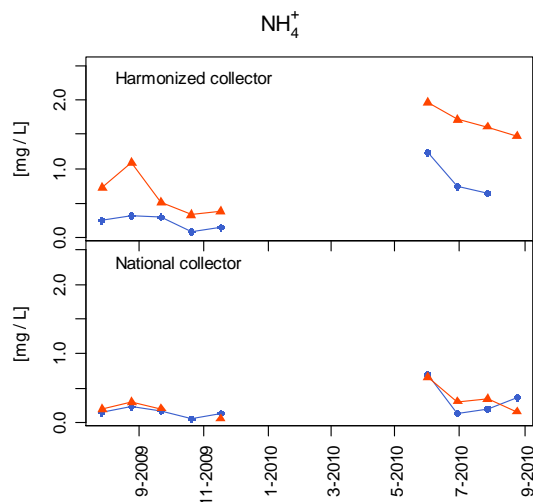 NH₄⁺
Harmonized collector
[mg / L]
2.0
1.0
0.0
National collector
[mg / L]
2.0
1.0
0.0
9-2009
11-2009
1-2010
3-2010
5-2010
7-2010
9-2010